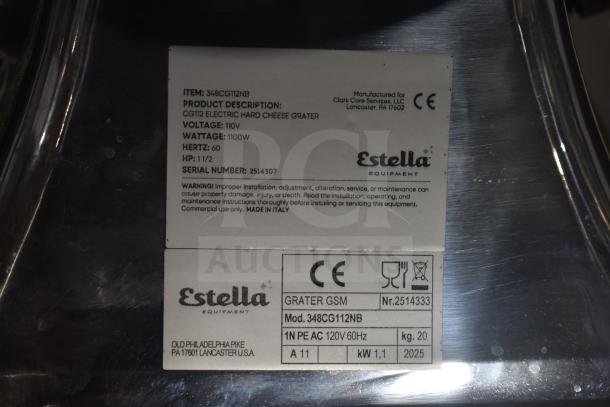 ITEM: 348CG112NB
PRODUCT DESCRIPTION:
CG112 ELECTRIC HARD CHEESE GRATER
VOLTAGE: 110V
WATTAGE: 1100W
HERTZ: 60
HP: 1 1/2
SERIAL NUMBER: 2514307
Manufactured for
Clark Core Services, LLC
Lancaster, PA 17602
CE
Estella
EQUIPMENT
WARNING! Improper installation, adjustment, alteration, service, or maintenance can
cause property damage, injury, or death. Read the installation, operating, and
maintenance instructions thoroughly before installing or servicing this equipment.
Commercial use only. MADE IN ITALY
PCI
AUCTIONS
Estella
EQUIPMENT
OLD PHILADELPHIA PIKE
PA 17601 LANCASTER U.S.A.
CE
GRATER GSM Nr.2514333
Mod. 348CG112NB
1N PE AC 120V 60Hz kg. 20
A 11 kW 1,1 2025